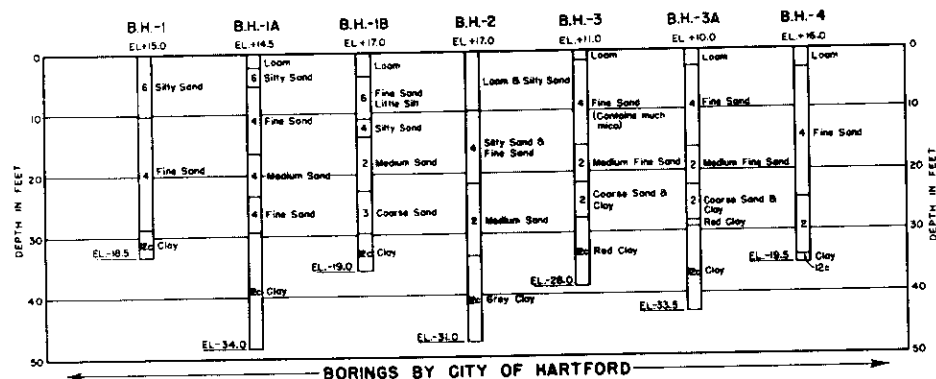 B.H.-1 B.H.-1A B.H.-1B B.H.-2 B.H.-3 B.H.-3A B.H.-4
EL+15.0 EL.+14.5 EL.+17.0 EL.+17.0 EL.+11.0 EL.+10.0 EL.+16.0
DEPTH IN FEET
0
10
20
30
40
50
6 Silty Sand
4 Fine Sand
12c Clay
EL.-18.5
Loam
6 Silty Sand
4 Fine Sand
4 Medium Sand
4 Fine Sand
12c Clay
EL.-34.0
Loam
6 Fine Sand
Little Silt
4 Silty Sand
2 Medium Sand
3 Coarse Sand
12c Clay
EL.-19.0
Loam & Silty Sand
4 Silty Sand &
Fine Sand
2 Medium Sand
12c Grey Clay
EL.-31.0
Loam
4 Fine Sand
(Contains much
mica)
2 Medium Fine Sand
2 Coarse Sand &
Clay
12c Red Clay
EL.-28.0
Loam
4 Fine Sand
2 Medium Fine Sand
2 Coarse Sand &
Clay
Red Clay
12c Clay
EL.-33.5
Loam
4 Fine Sand
2
Clay
12c
EL.-19.5
0
10
20
30
40
50
DEPTH IN FEET
BORINGS BY CITY OF HARTFORD